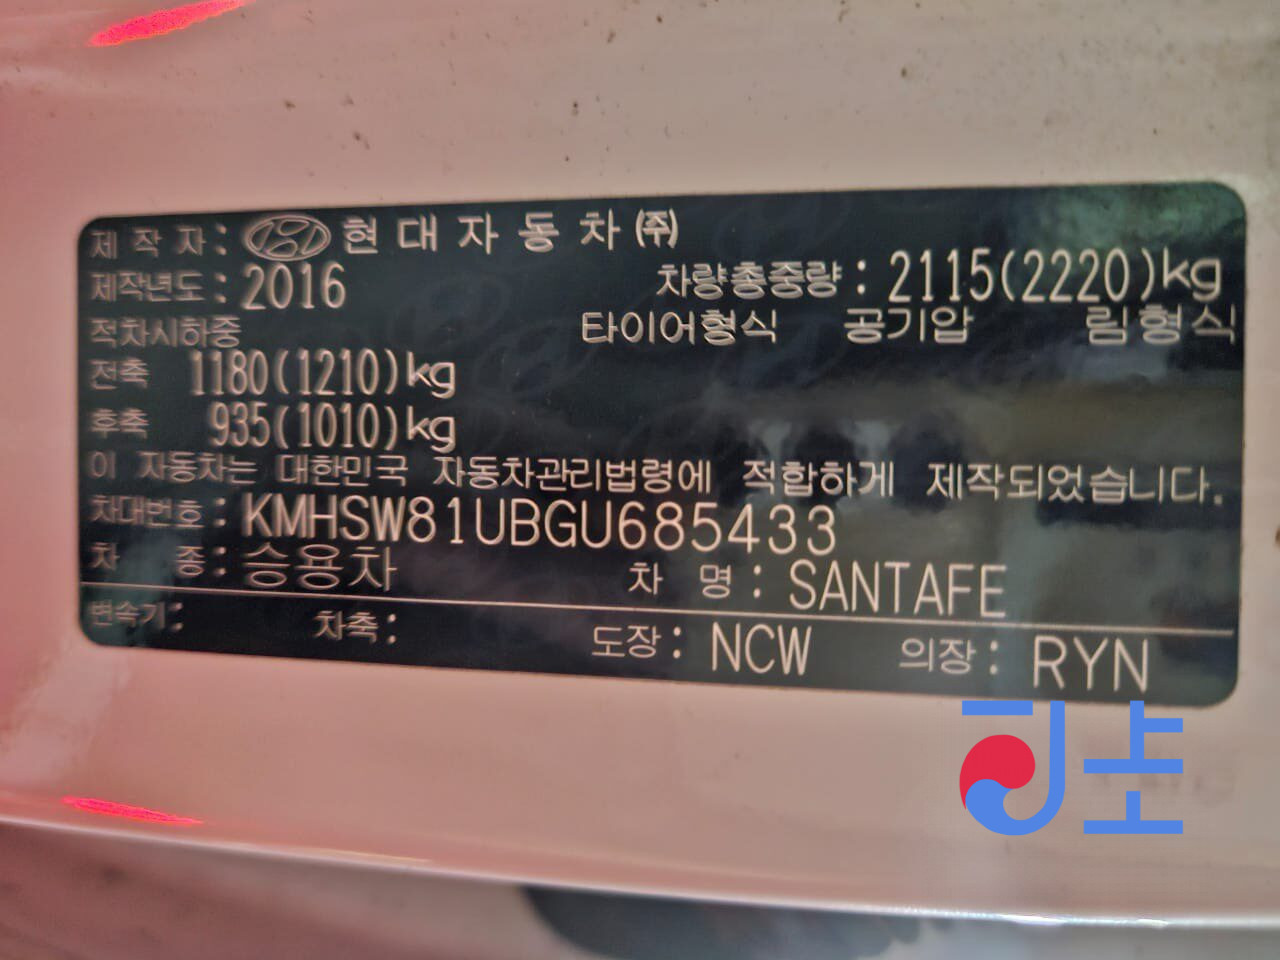 제 작 자 : 현 대 자 동 차 ㈜
제작년도 : 2016 차량총중량 : 2115(2220)kg
적차시하중 타이어형식 공기압 림형식
전축 1180(1210)kg
후축 935(1010)kg
이 자동차는 대한민국 자동차관리법령에 적합하게 제작되었습니다.
차대번호 : KMHSW81UBGU685433
차 종 : 승용차 차 명 : SANTAFE
변속기 : 차축 : 도장 : NCW 의장 : RYN